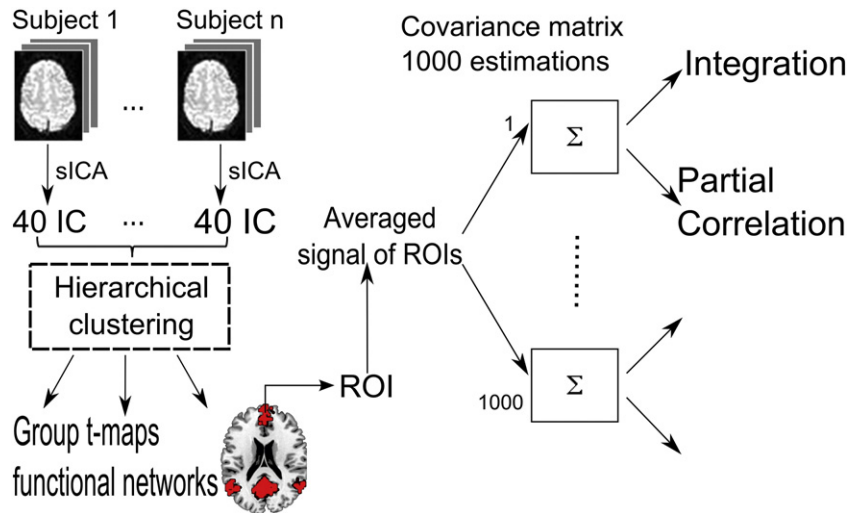 Subject 1
Subject n
...
sICA
sICA
40 IC ... 40 IC
Hierarchical
clustering
Group t-maps
functional networks
ROI
Averaged
signal of ROIs
Covariance matrix
1000 estimations
1
Σ
Integration
Partial
Correlation
1000
Σ